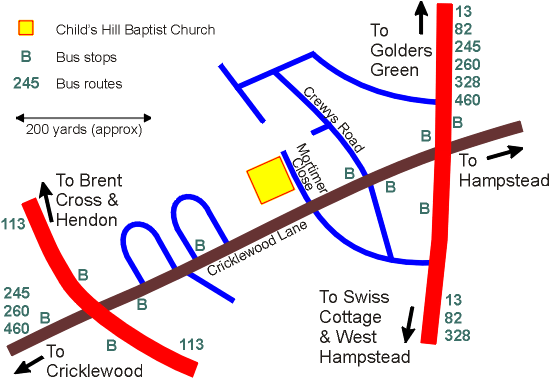 Child's Hill Baptist Church
B Bus stops
245 Bus routes
200 yards (approx)
To
Golders
Green
13
82
245
260
328
460
B
B
To
Hampstead
Crewys Road
Mortimer
Close
B
B
B
To Brent
Cross &
Hendon
113
B
Cricklewood Lane
B
B
245
260
460
B
B
113
To
Cricklewood
To Swiss
Cottage
& West
Hampstead
13
82
328